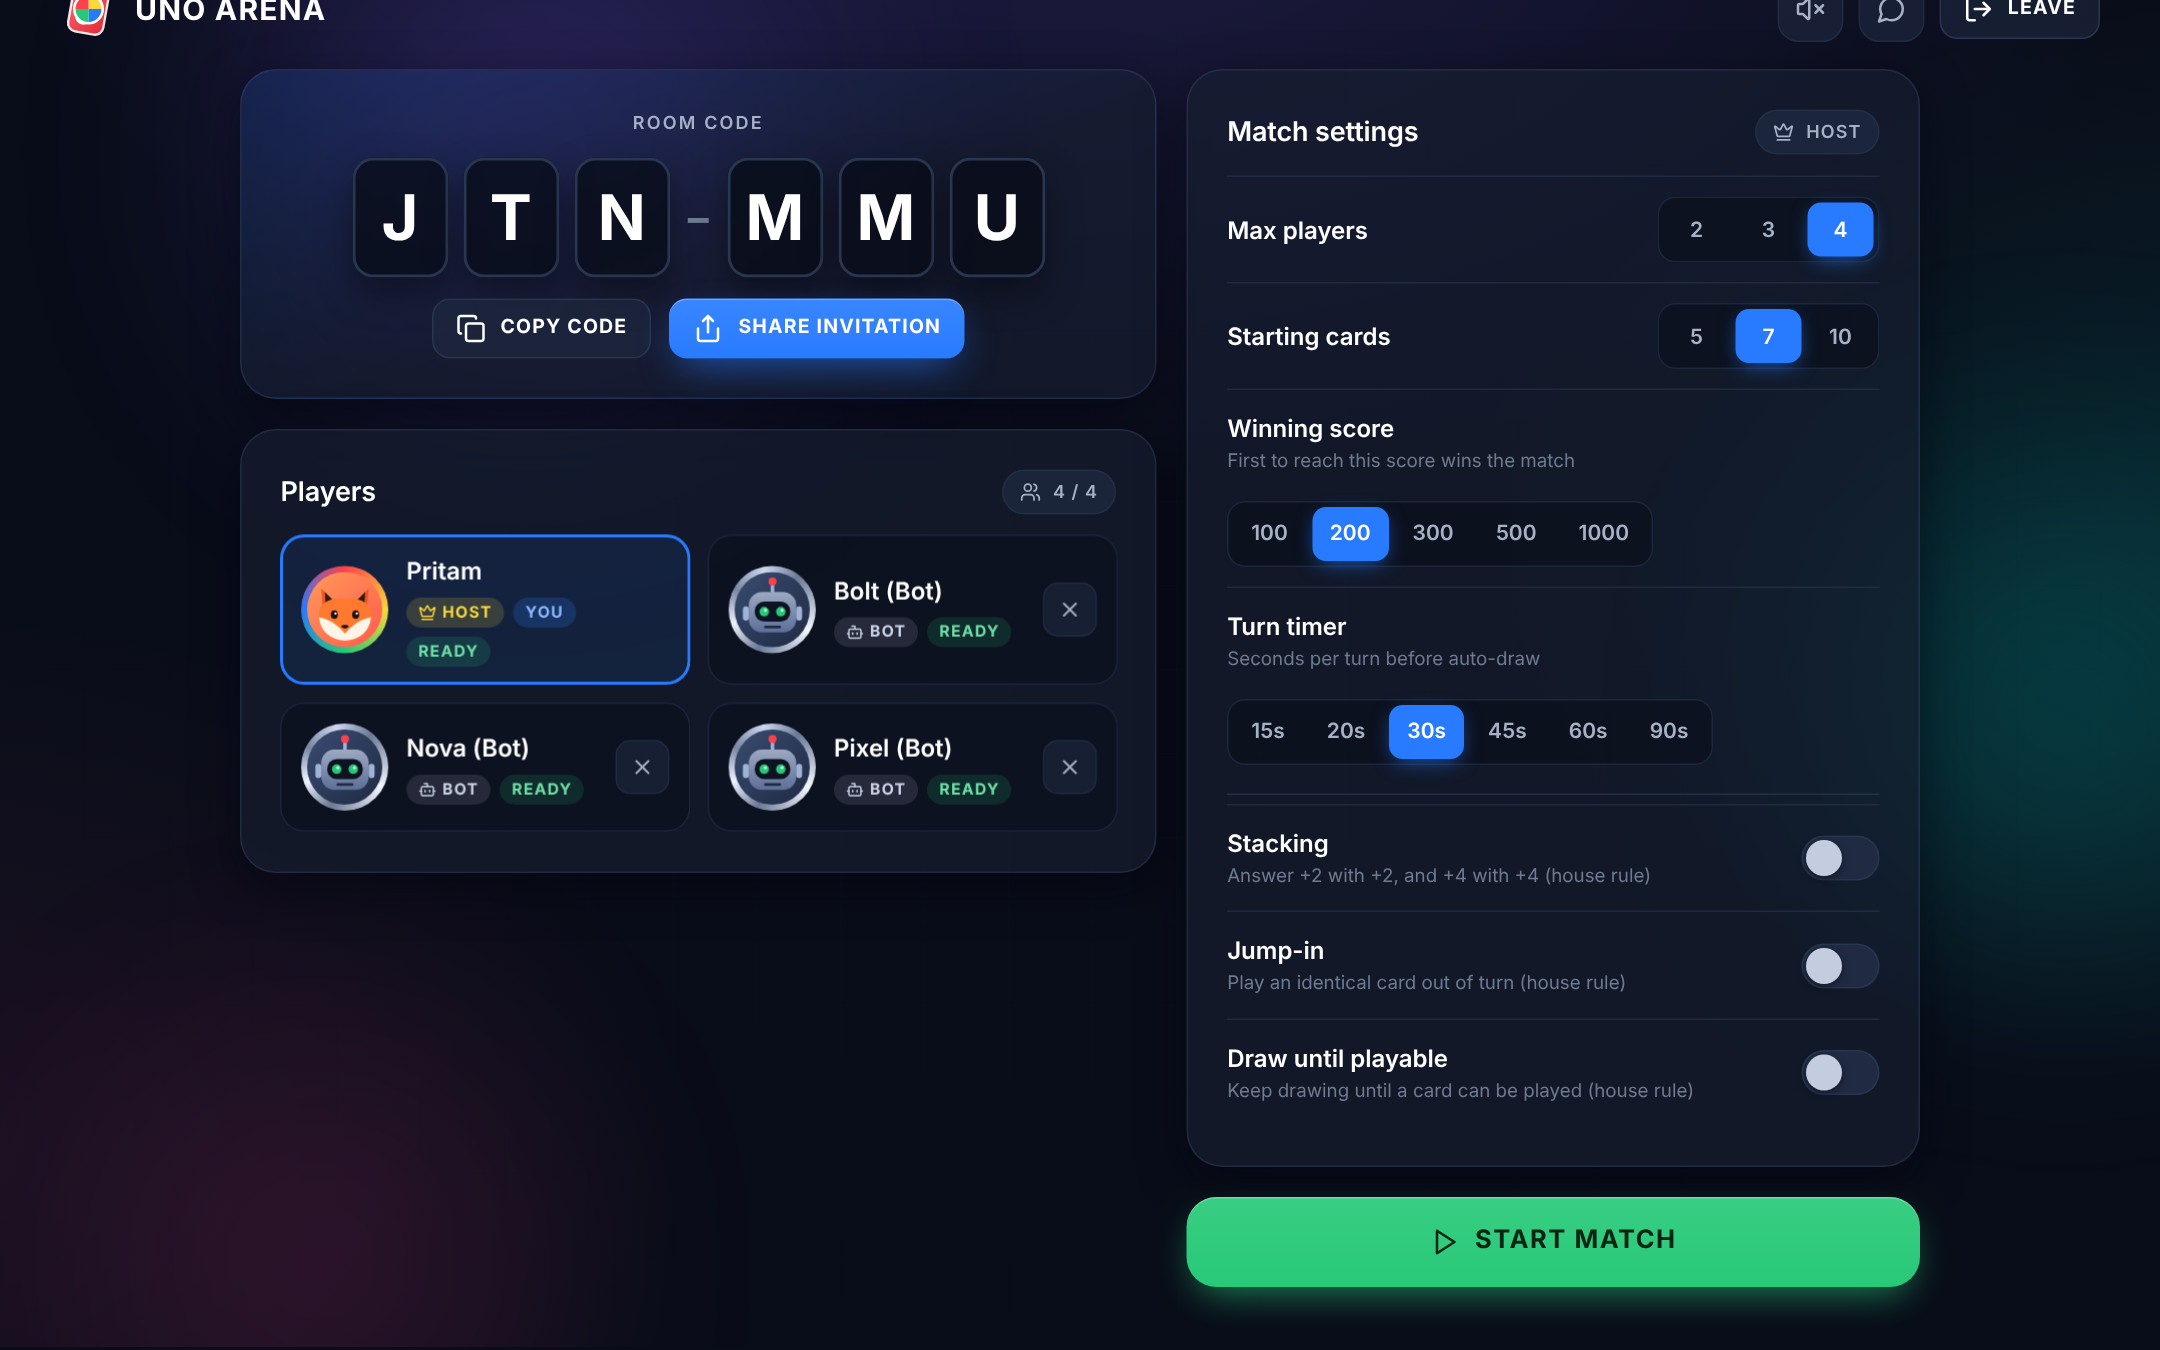 UNO ARENA
LEAVE
ROOM CODE
J T N - M M U
COPY CODE
SHARE INVITATION
Players
4 / 4
Pritam
HOST
YOU
READY
Bolt (Bot)
BOT
READY
Nova (Bot)
BOT
READY
Pixel (Bot)
BOT
READY
Match settings
HOST
Max players
2 3 4
Starting cards
5 7 10
Winning score
First to reach this score wins the match
100 200 300 500 1000
Turn timer
Seconds per turn before auto-draw
15s 20s 30s 45s 60s 90s
Stacking
Answer +2 with +2, and +4 with +4 (house rule)
Jump-in
Play an identical card out of turn (house rule)
Draw until playable
Keep drawing until a card can be played (house rule)
START MATCH